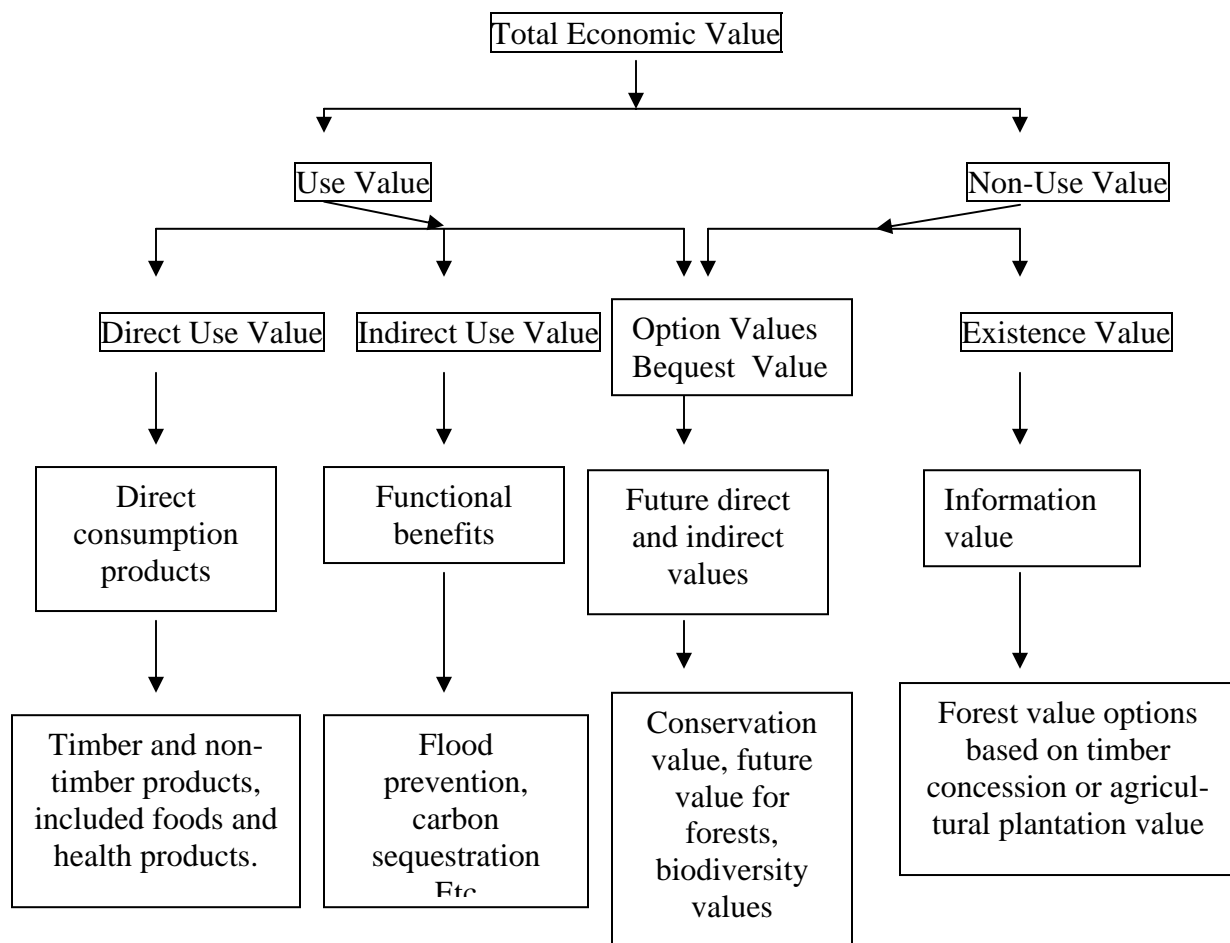 Total Economic Value
Use Value
Non-Use Value
Direct Use Value
Indirect Use Value
Option Values
Bequest Value
Existence Value
Direct
consumption
products
Functional
benefits
Future direct
and indirect
values
Information
value
Timber and non-
timber products,
included foods and
health products.
Flood
prevention,
carbon
sequestration
Etc
Conservation
value, future
value for
forests,
biodiversity
values
Forest value options
based on timber
concession or agricul-
tural plantation value